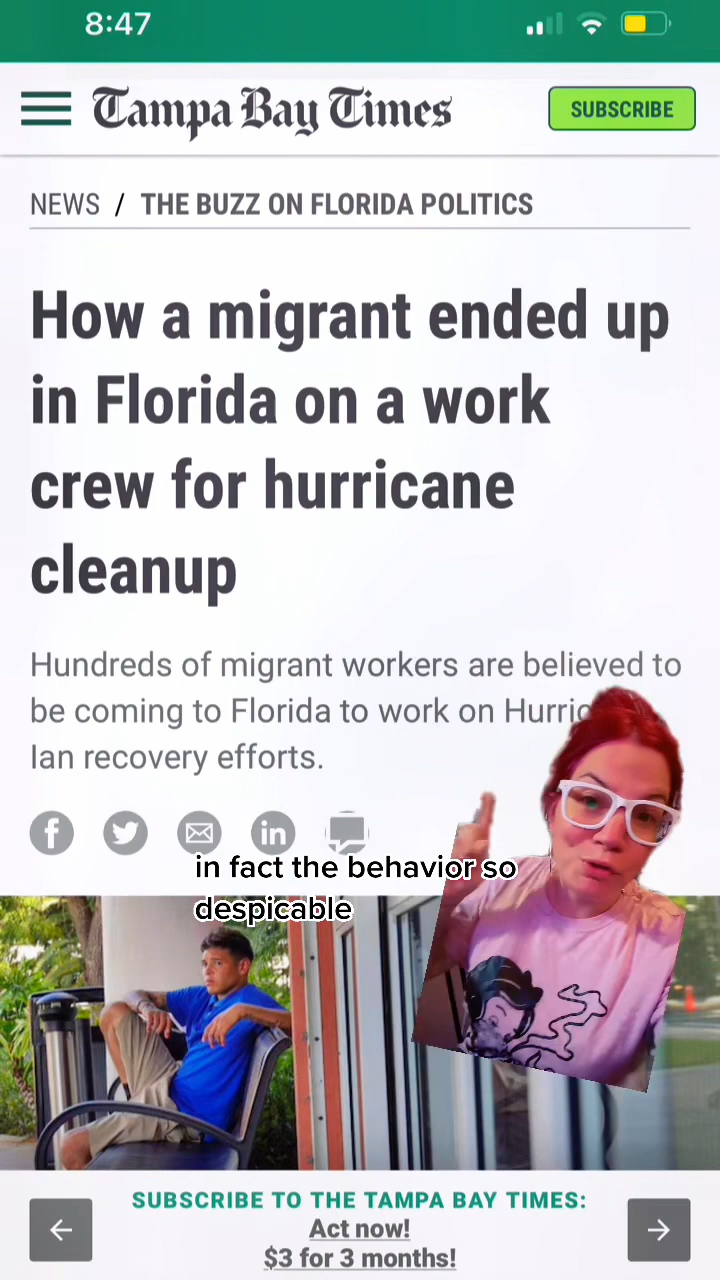 8:47
Tampa Bay Times
SUBSCRIBE
NEWS / THE BUZZ ON FLORIDA POLITICS
How a migrant ended up
in Florida on a work
crew for hurricane
cleanup
Hundreds of migrant workers are believed to
be coming to Florida to work on Hurric
Ian recovery efforts.
in fact the behavior so
despicable
SUBSCRIBE TO THE TAMPA BAY TIMES:
Act now!
$3 for 3 months!